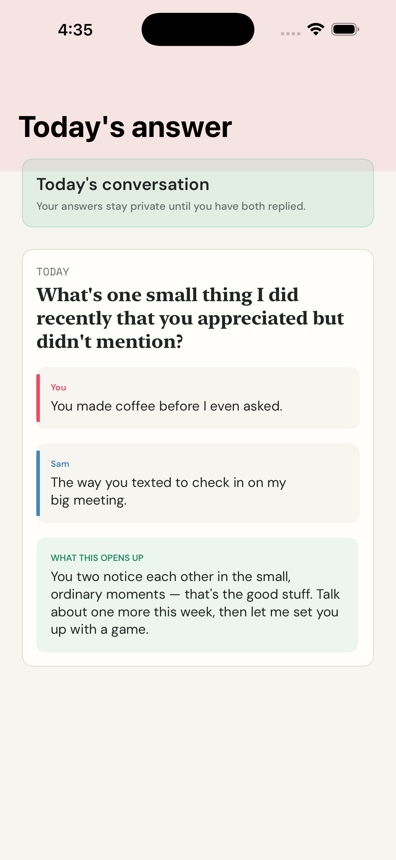 4:35
Today's answer
Today's conversation
Your answers stay private until you have both replied.
TODAY
What's one small thing I did
recently that you appreciated but
didn't mention?
You
You made coffee before I even asked.
Sam
The way you texted to check in on my
big meeting.
WHAT THIS OPENS UP
You two notice each other in the small,
ordinary moments — that's the good stuff. Talk
about one more this week, then let me set you
up with a game.